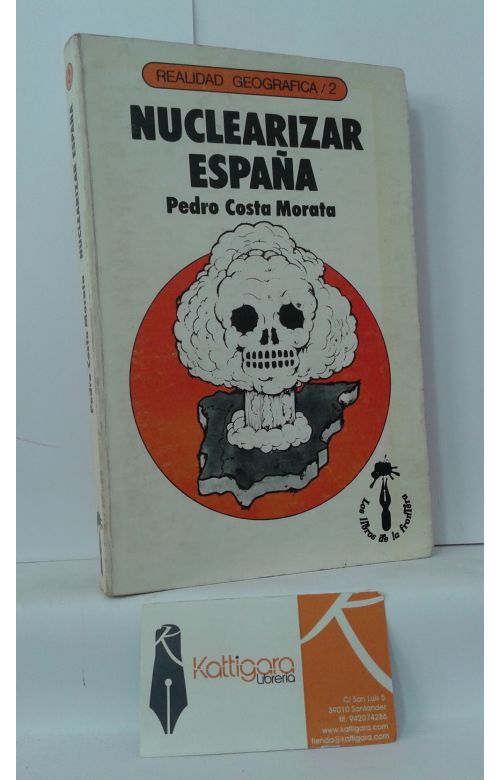 REALIDAD GEOGRAFICA / 2
NUCLEARIZAR
ESPAÑA
Pedro Costa Morata
Pedro Costa Morata NUCLEARIZAR ESPAÑA
Los libros de la frontera
Kattigara
Librería
C/ San Luis 5
39010 Santander
tlf: 942074286
www.kattigara.com
tienda@kattigara.com